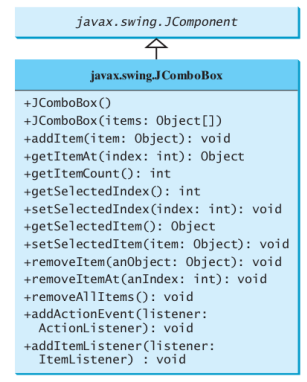 javax.swing.JComponent
javax.swing.JComboBox
+JComboBox()
+JComboBox(items: Object[])
+addItem(item: Object): void
+getItemAt(index: int): Object
+getItemCount(): int
+getSelectedIndex(): int
+setSelectedIndex(index: int): void
+getSelectedItem(): Object
+setSelectedItem(item: Object): void
+removeItem(anObject: Object): void
+removeItemAt(anIndex: int): void
+removeAllItems(): void
+addActionEvent(listener:
ActionListener): void
+addItemListener(listener:
ItemListener) : void